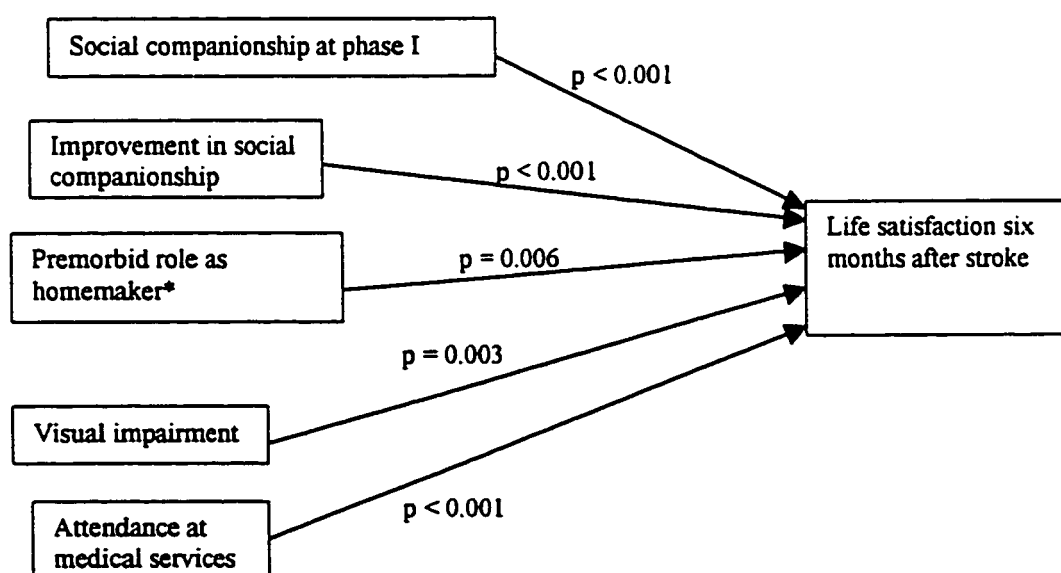 Social companionship at phase I
p < 0.001
Improvement in social
companionship
p < 0.001
Premorbid role as
homemaker*
p = 0.006
Life satisfaction six
months after stroke
p = 0.003
Visual impairment
p < 0.001
Attendance at
medical services